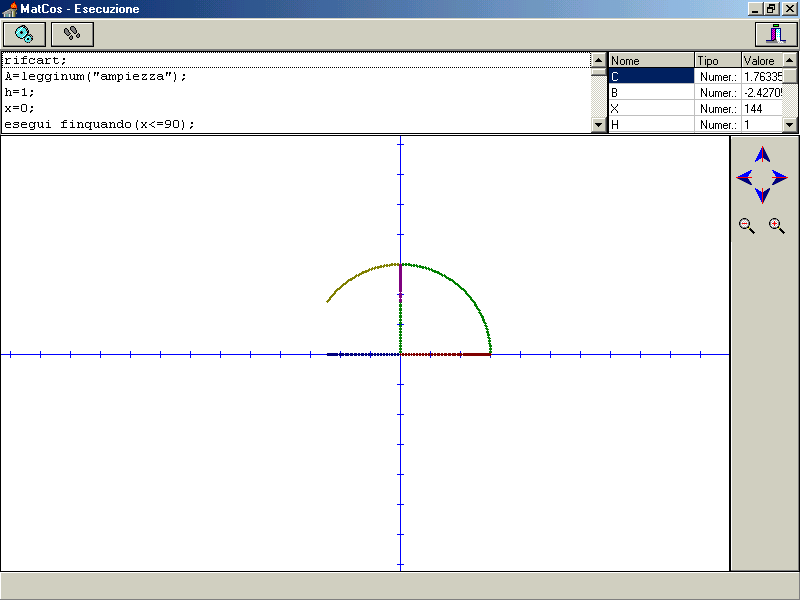 MatCos - Esecuzione
rifcart;
A=legginum("ampiezza");
h=1;
x=0;
esegui finquando(x<=90);
Nome Tipo Valore
C Numer.: 1.76335
B Numer.: -2.4270
X Numer.: 144
H Numer.: 1